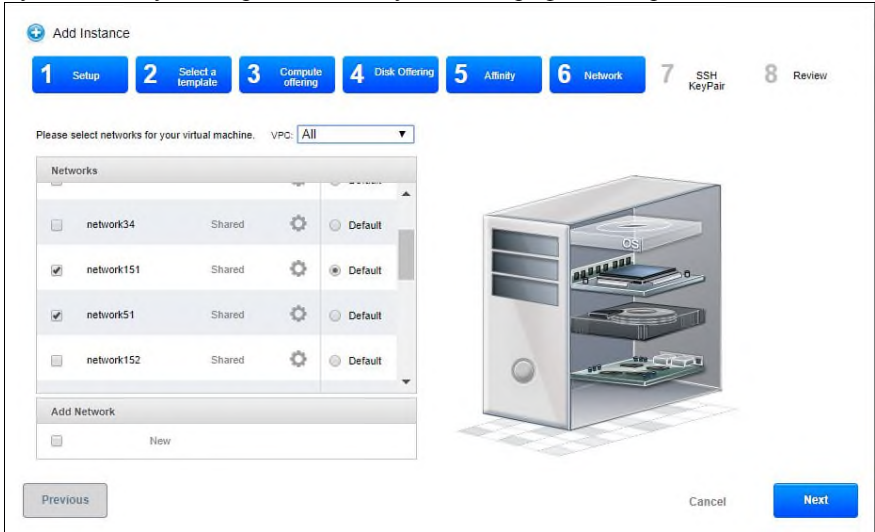 Add Instance
1 Setup 2 Select a template 3 Compute offering 4 Disk Offering 5 Affinity 6 Network 7 SSH KeyPair 8 Review
Please select networks for your virtual machine. VPC: All
Networks
network34 Shared Default
network151 Shared Default
network51 Shared Default
network152 Shared Default
Add Network
New
OS
Previous Cancel Next